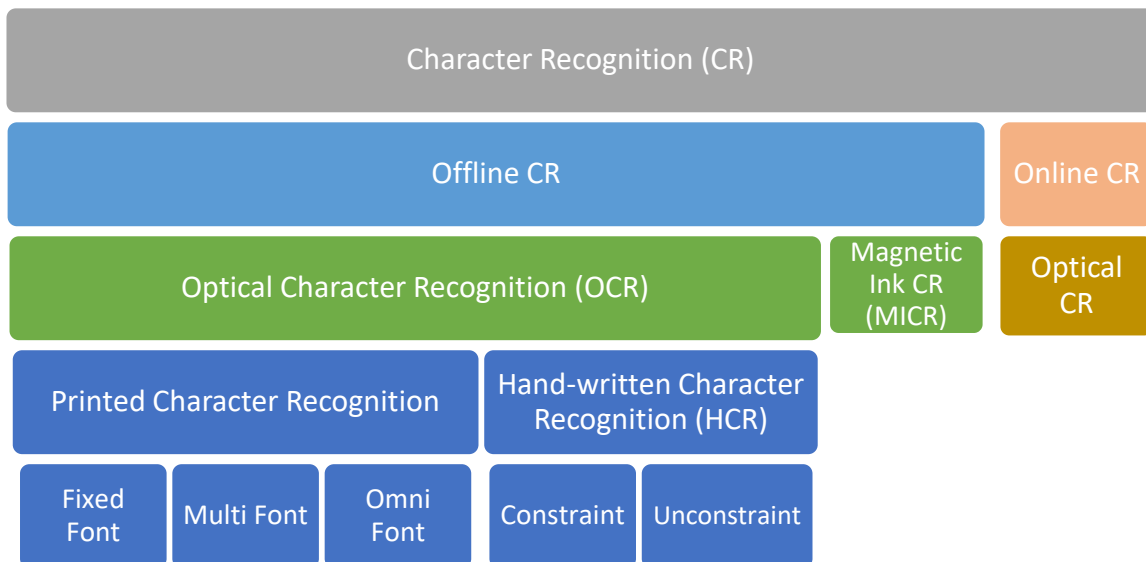 Character Recognition (CR)
Offline CR
Online CR
Optical Character Recognition (OCR)
Magnetic
Ink CR
(MICR)
Optical
CR
Printed Character Recognition
Hand-written Character
Recognition (HCR)
Fixed
Font
Multi Font
Omni
Font
Constraint
Unconstraint